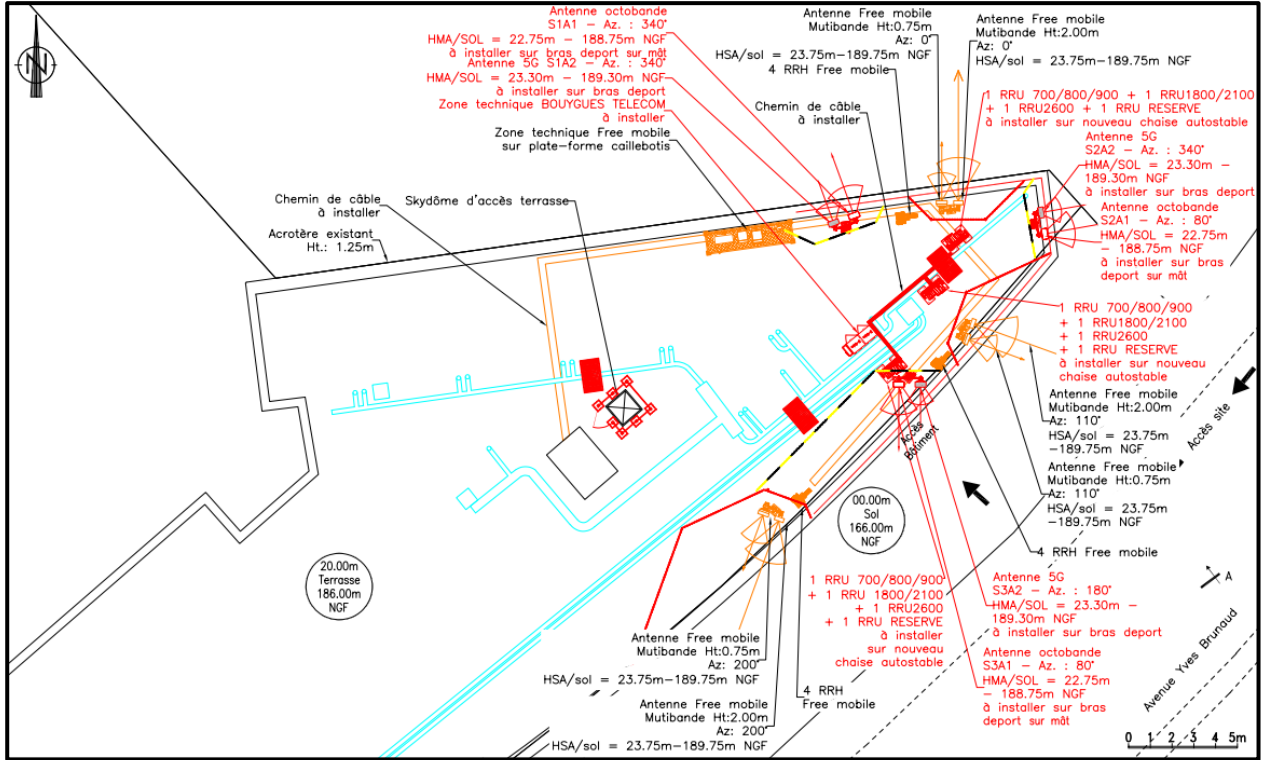 Antenne octobande
S1A1 - Az. : 340°
HMA/SOL = 22.75m - 188.75m NGF
à installer sur bras deport sur mât
Antenne 5G S1A2 - Az. : 340°
HMA/SOL = 23.30m - 189.30m NGF
à installer sur bras deport
Zone technique BOUYGUES TELECOM
à installer
Zone technique Free mobile
sur plate-forme caillebotis
Antenne Free mobile
Mutibande Ht:0.75m
Az: 0°
HSA/sol = 23.75m-189.75m NGF
4 RRH Free mobile
Chemin de câble
à installer
Antenne Free mobile
Mutibande Ht:2.00m
Az: 0°
HSA/sol = 23.75m-189.75m NGF
1 RRU 700/800/900 + 1 RRU1800/2100
+ 1 RRU2600 + 1 RRU RESERVE
à installer sur nouveau chaise autostable
Antenne 5G
S2A2 - Az. : 340°
HMA/SOL = 23.30m -
189.30m NGF
à installer sur bras deport
Antenne octobande
S2A1 - Az. : 80°
HMA/SOL = 22.75m
- 188.75m NGF
à installer sur bras
deport sur mât
N
Chemin de câble
à installer
Skydôme d'accès terrasse
Acrotère existant
Ht.: 1.25m
1 RRU 700/800/900
+ 1 RRU1800/2100
+ 1 RRU2600
+ 1 RRU RESERVE
à installer sur nouveau
chaise autostable
Antenne Free mobile
Mutibande Ht:2.00m
Az: 110°
HSA/sol = 23.75m
-189.75m NGF
Antenne Free mobile
Mutibande Ht:0.75m
Az: 110°
HSA/sol = 23.75m
-189.75m NGF
Accès site
Accès
Bâtiment
00.00m
Sol
166.00m
NGF
20.00m
Terrasse
186.00m
NGF
4 RRH Free mobile
1 RRU 700/800/900
+ 1 RRU 1800/2100
+ 1 RRU2600
+ 1 RRU RESERVE
à installer
sur nouveau
chaise autostable
Antenne 5G
S3A2 - Az. : 180°
HMA/SOL = 23.30m -
189.30m NGF
à installer sur bras deport
Antenne octobande
S3A1 - Az. : 80°
HMA/SOL = 22.75m
- 188.75m NGF
à installer sur bras
deport sur mât
A
Avenue Yves Brunaud
Antenne Free mobile
Mutibande Ht:0.75m
Az: 200°
HSA/sol = 23.75m-189.75m NGF
4 RRH
Free mobile
Antenne Free mobile
Mutibande Ht:2.00m
Az: 200°
HSA/sol = 23.75m-189.75m NGF
0 1 2 3 4 5m